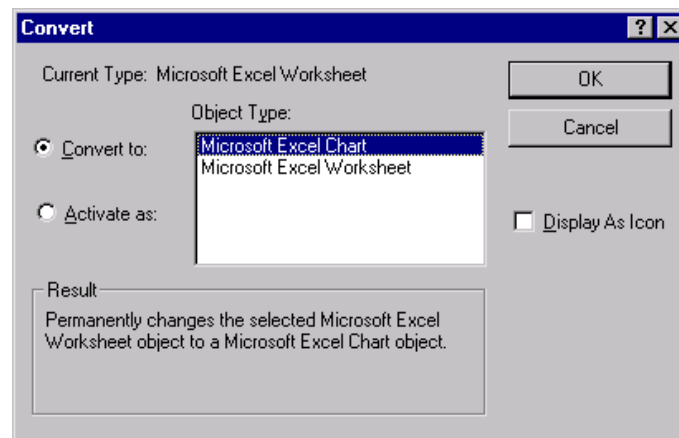 Convert
Current Type: Microsoft Excel Worksheet
OK
Object Type:
Cancel
Convert to:
Microsoft Excel Chart
Microsoft Excel Worksheet
Activate as:
Display As Icon
Result
Permanently changes the selected Microsoft Excel
Worksheet object to a Microsoft Excel Chart object.